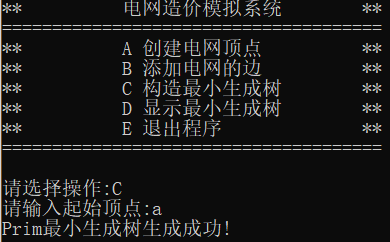 **          电网造价模拟系统          **
========================================
**          A 创建电网顶点            **
**          B 添加电网的边            **
**          C 构造最小生成树          **
**          D 显示最小生成树          **
**          E 退出程序                **
========================================
请选择操作:C
请输入起始顶点:a
Prim最小生成树生成成功!